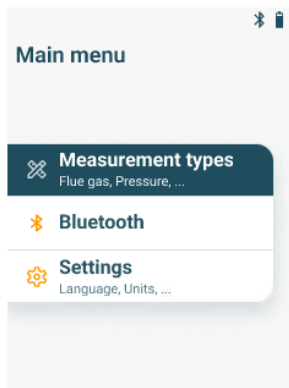 Main menu
Measurement types
Flue gas, Pressure, ...
Bluetooth
Settings
Language, Units, ...